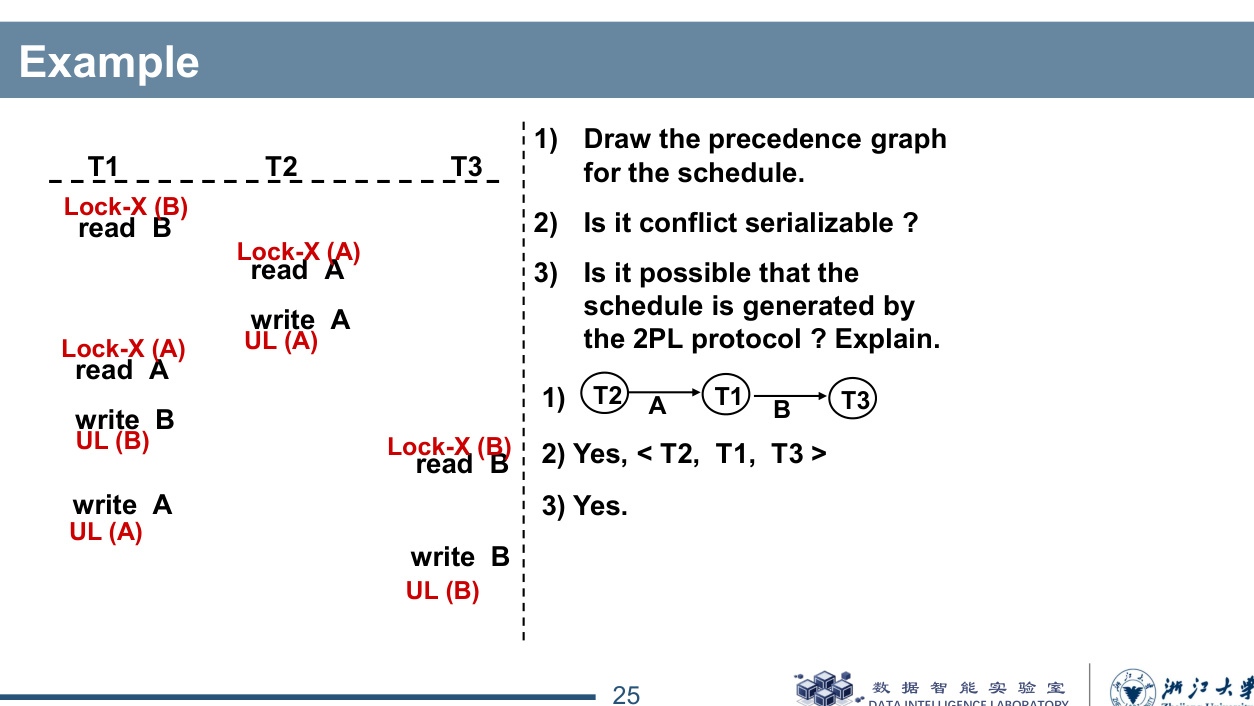 Example
T1 T2 T3
Lock-X (B)
read B
Lock-X (A)
read A
write A
UL (A)
Lock-X (A)
read A
write B
UL (B)
Lock-X (B)
read B
write A
UL (A)
write B
UL (B)
1) Draw the precedence graph
for the schedule.
2) Is it conflict serializable ?
3) Is it possible that the
schedule is generated by
the 2PL protocol ? Explain.
1) T2 A T1 B T3
2) Yes, < T2, T1, T3 >
3) Yes.
25
数据智能实验室
DATA INTELLIGENCE LABORATORY
浙江大学